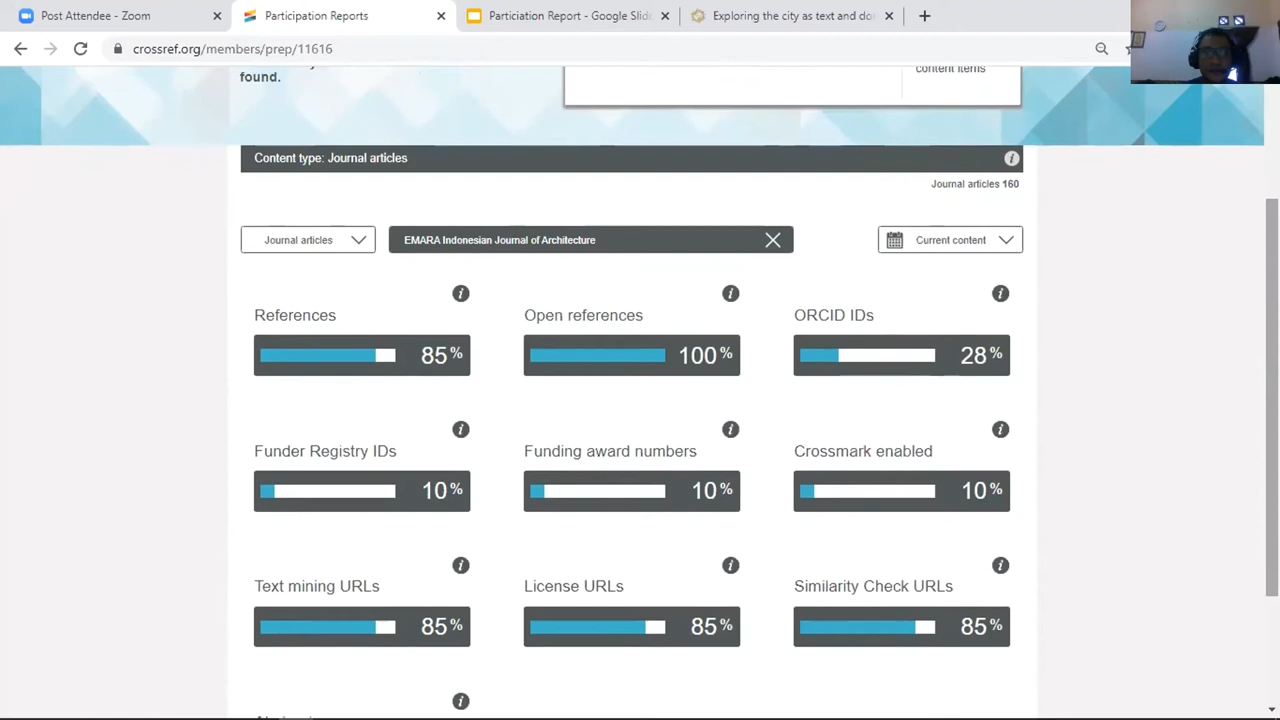 Post Attendee - Zoom
Participation Reports
Particiation Report - Google Slide
Exploring the city as text and do
crossref.org/members/prep/11616
found.
content items
Content type: Journal articles
Journal articles 160
Journal articles
EMARA Indonesian Journal of Architecture
Current content
References
Open references
ORCID IDs
85%
100%
28%
Funder Registry IDs
Funding award numbers
Crossmark enabled
10%
10%
10%
Text mining URLs
License URLs
Similarity Check URLs
85%
85%
85%